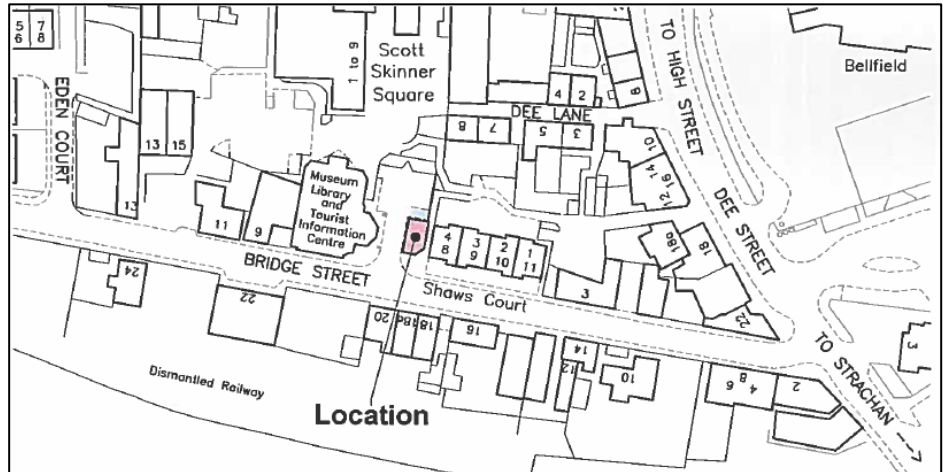 5
6
7
8
EDEN COURT
13
13
15
11
9
24
22
BRIDGE STREET
Museum
Library
and
Tourist
Information
Centre
1 to 9
Scott
Skinner
Square
4
8
3
9
2
10
1
11
Shaws Court
3
20
18a
18
16
14
12
10
8
7
DEE LANE
5
3
4
2
8
10
12, 14
16
18a
18
22
TO HIGH STREET
DEE STREET
Bellfield
4 6
8
2
3
TO STRACHAN
Dismantled Railway
Location